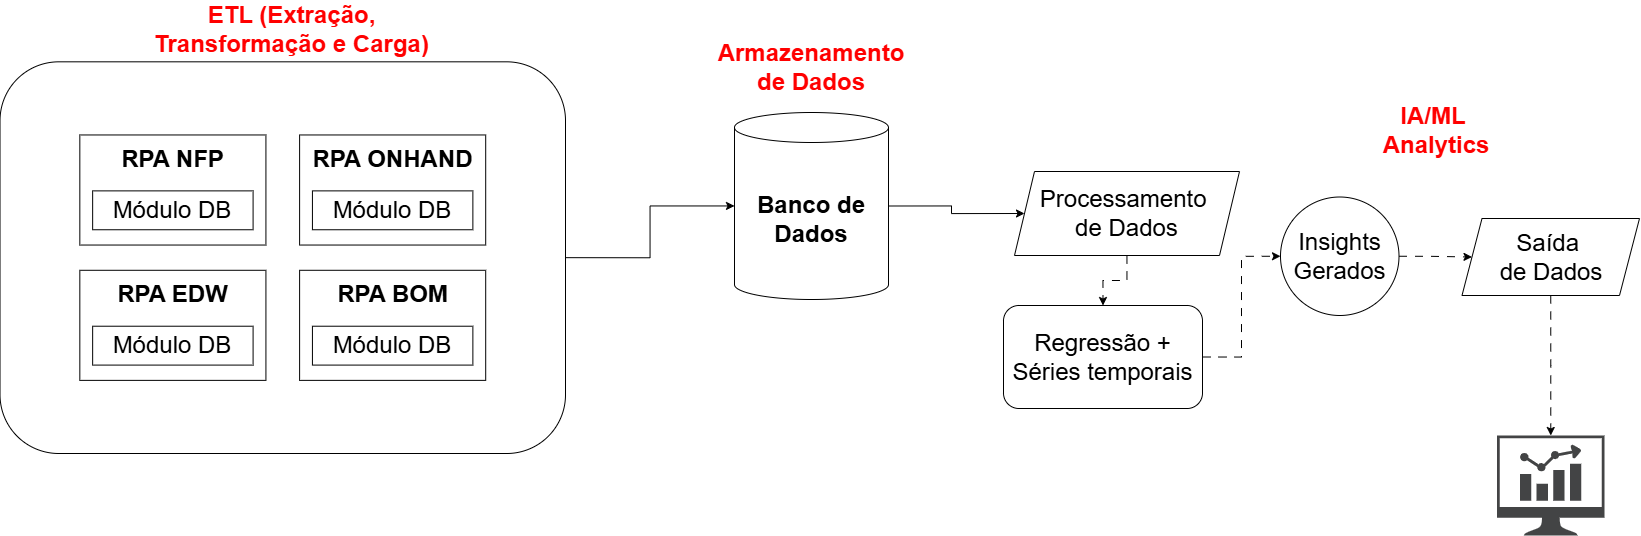 ETL (Extração,
Transformação e Carga)
RPA NFP
Módulo DB
RPA ONHAND
Módulo DB
RPA EDW
Módulo DB
RPA BOM
Módulo DB
Armazenamento
de Dados
Banco de
Dados
Processamento
de Dados
Regressão +
Séries temporais
IA/ML
Analytics
Insights
Gerados
Saída
de Dados